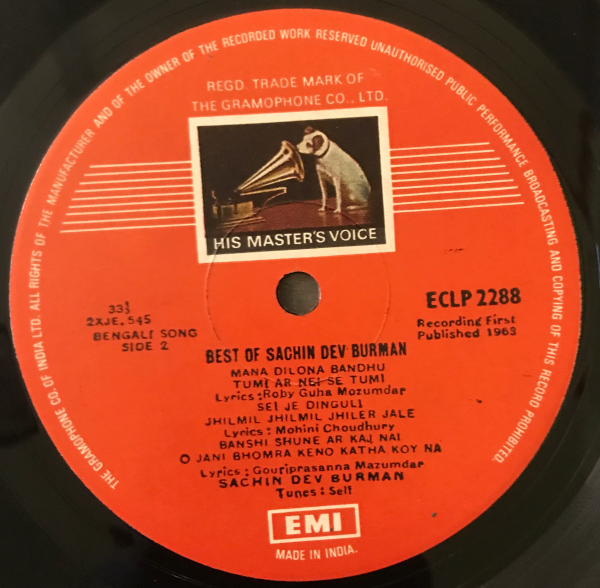 THE GRAMOPHONE CO. OF INDIA LTD. ALL RIGHTS OF THE MANUFACTURER AND OF THE OWNER OF THE RECORDED WORK RESERVED UNAUTHORISED PUBLIC PERFORMANCE BROADCASTING AND COPYING OF THIS RECORD PROHIBITED.
REGD. TRADE MARK OF
THE GRAMOPHONE CO., LTD.
HIS MASTER'S VOICE
33⅓
2XJE. 545
BENGALI SONG
SIDE 2
ECLP 2288
Recording First
Published 1963
BEST OF SACHIN DEV BURMAN
MANA DILONA BANDHU
TUMI AR NEI SE TUMI
Lyrics : Roby Guha Mozumdar
SEI JE DINGULI
JHILMIL JHILMIL JHILER JALE
Lyrics : Mohini Choudhury
BANSHI SHUNE AR KAJ NAI
O JANI BHOMRA KENO KATHA KOY NA
Lyrics : Gouriprasanna Mazumdar
SACHIN DEV BURMAN
Tunes : Self
EMI
MADE IN INDIA.